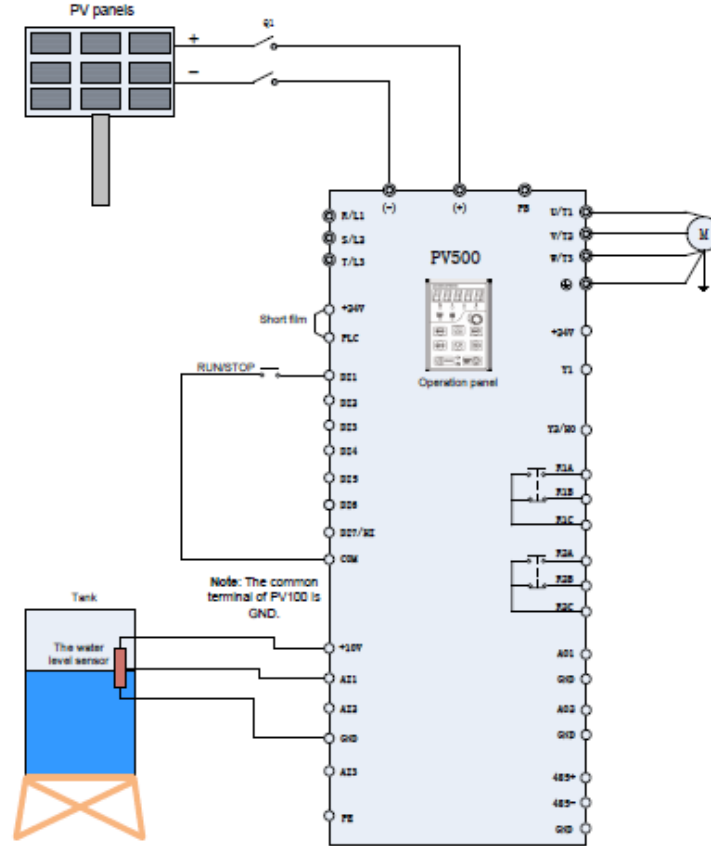 PV panels
+
Q1
−
(-)
(+)
PB
R/L1
S/L2
T/L3
U/T1
V/T2
W/T3
M
PV500
+24V
Short film
PLC
Operation panel
+24V
Y1
RUN/STOP
DI1
DI2
DI3
DI4
DI5
DI6
DI7/HI
COM
Y2/HO
R1A
R1B
R1C
R2A
R2B
R2C
Note: The common
terminal of PV100 is
GND.
Tank
The water
level sensor
+10V
AI1
AI2
GND
AI3
PE
AO1
GND
AO2
GND
485+
485-
GND